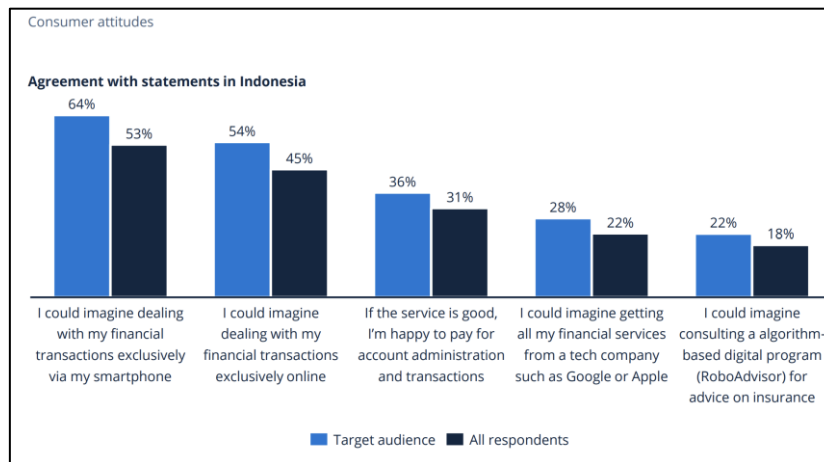 Consumer attitudes
Agreement with statements in Indonesia
64%
53%
54%
45%
36%
31%
28%
22%
22%
18%
I could imagine dealing
with my financial
transactions exclusively
via my smartphone
I could imagine
dealing with my
financial transactions
exclusively online
If the service is good,
I'm happy to pay for
account administration
and transactions
I could imagine getting
all my financial services
from a tech company
such as Google or Apple
I could imagine
consulting a algorithm-
based digital program
(RoboAdvisor) for
advice on insurance
Target audience
All respondents